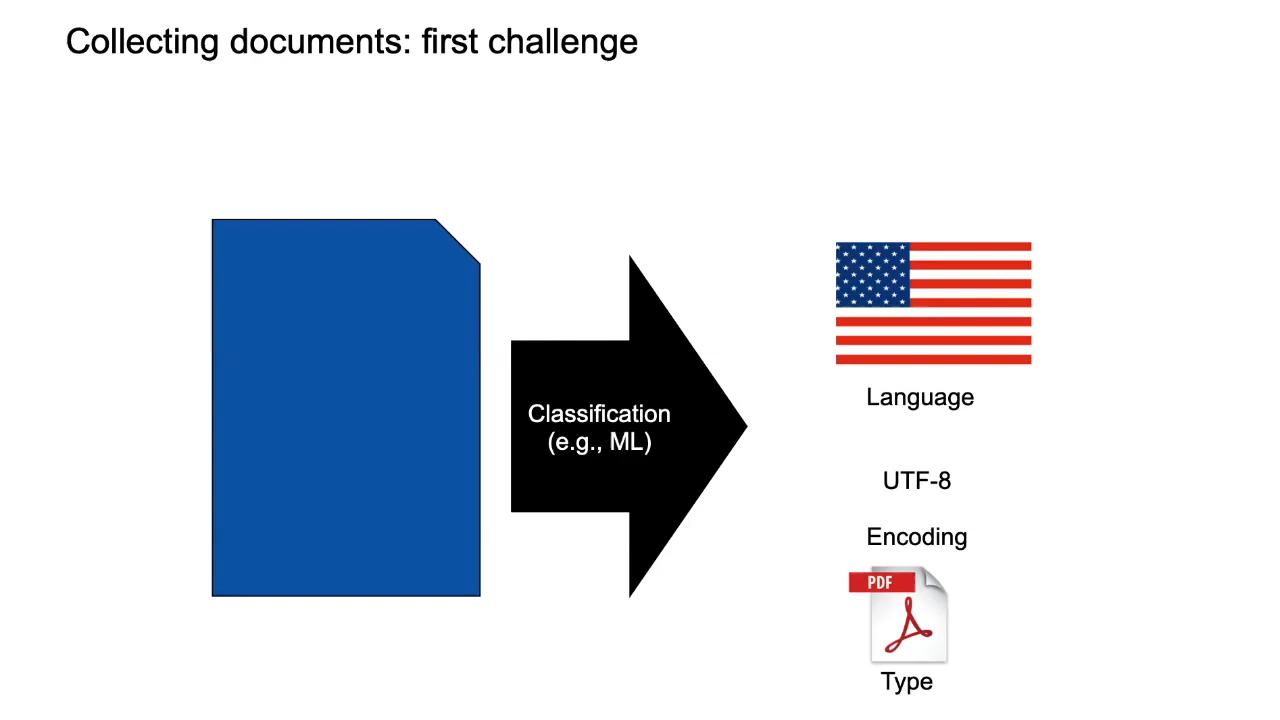 Collecting documents: first challenge
Classification
(e.g., ML)
Language
UTF-8
Encoding
PDF
Type